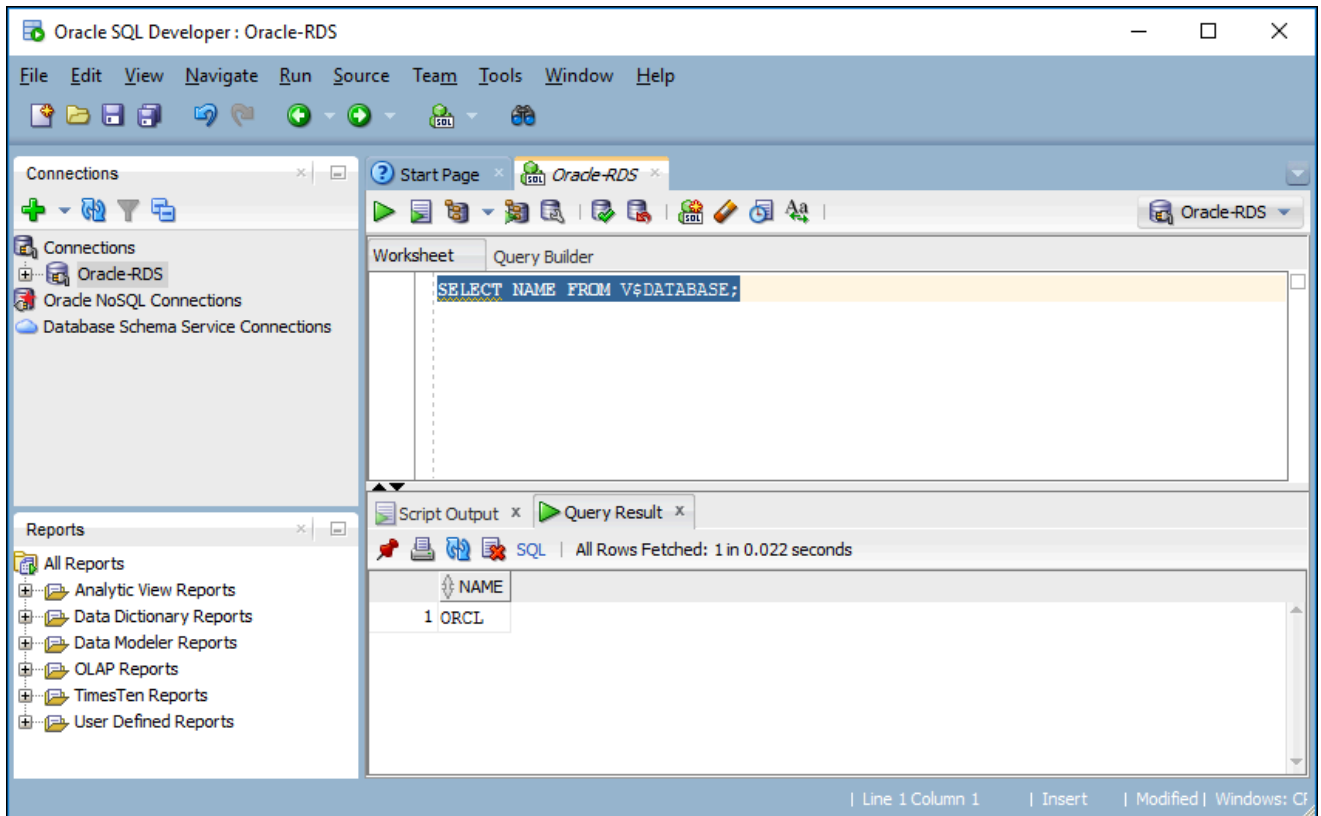 Oracle SQL Developer : Oracle-RDS
File Edit View Navigate Run Source Team Tools Window Help
Connections
Connections
Oracle-RDS
Oracle NoSQL Connections
Database Schema Service Connections
Reports
All Reports
Analytic View Reports
Data Dictionary Reports
Data Modeler Reports
OLAP Reports
TimesTen Reports
User Defined Reports
Start Page Oracle-RDS
Oracle-RDS
Worksheet Query Builder
SELECT NAME FROM V$DATABASE;
Script Output Query Result
SQL | All Rows Fetched: 1 in 0.022 seconds
NAME
1 ORCL
| Line 1 Column 1 | Insert | Modified | Windows: